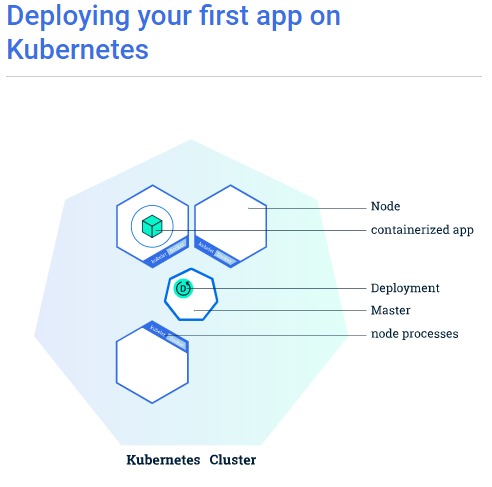 Deploying your first app on
Kubernetes
Node
containerized app
Deployment
Master
node processes
Kubernetes Cluster